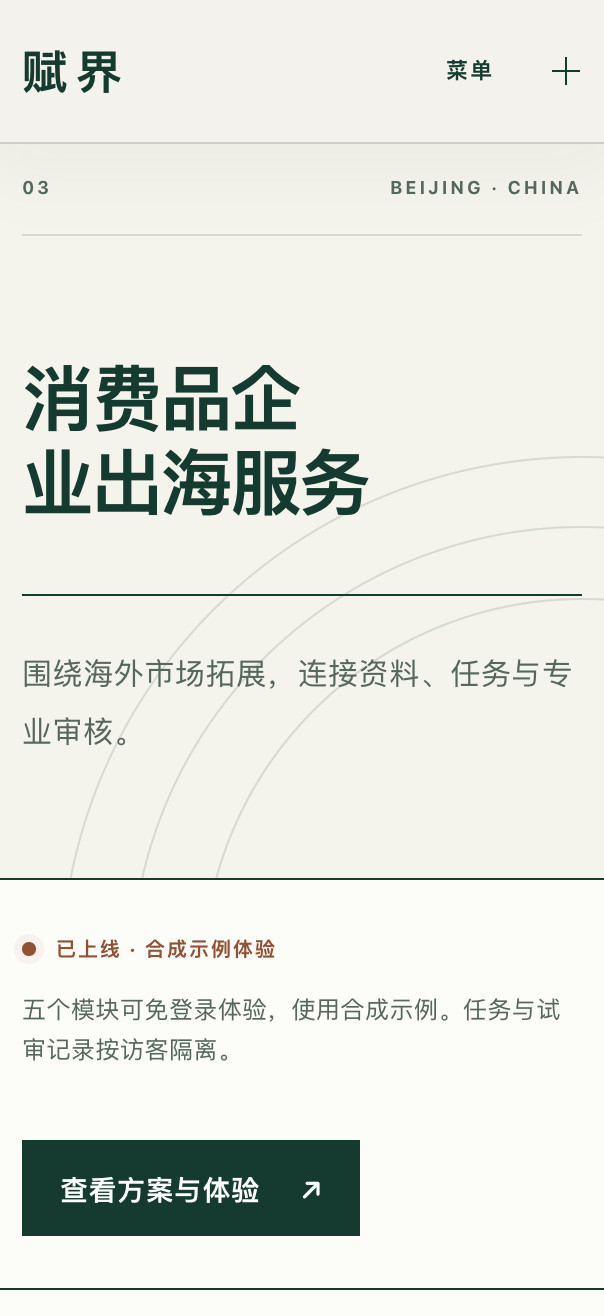 赋界
菜单
03
BEIJING · CHINA
消费品企
业出海服务
围绕海外市场拓展，连接资料、任务与专
业审核。
已上线 · 合成示例体验
五个模块可免登录体验，使用合成示例。任务与试
审记录按访客隔离。
查看方案与体验